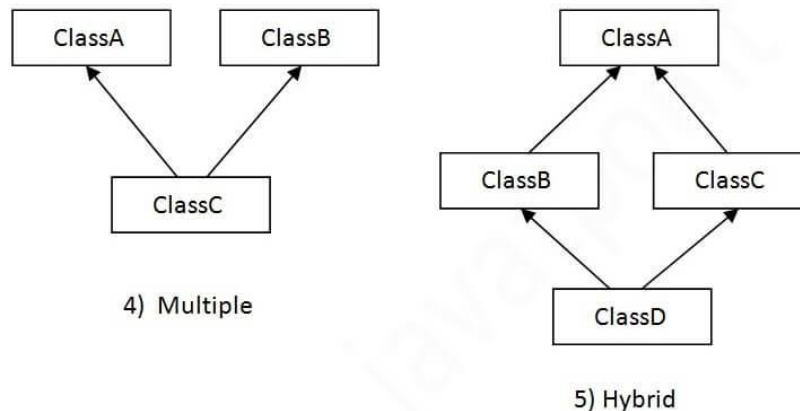 ClassA
ClassB
ClassC
4) Multiple
ClassA
ClassB
ClassC
ClassD
5) Hybrid